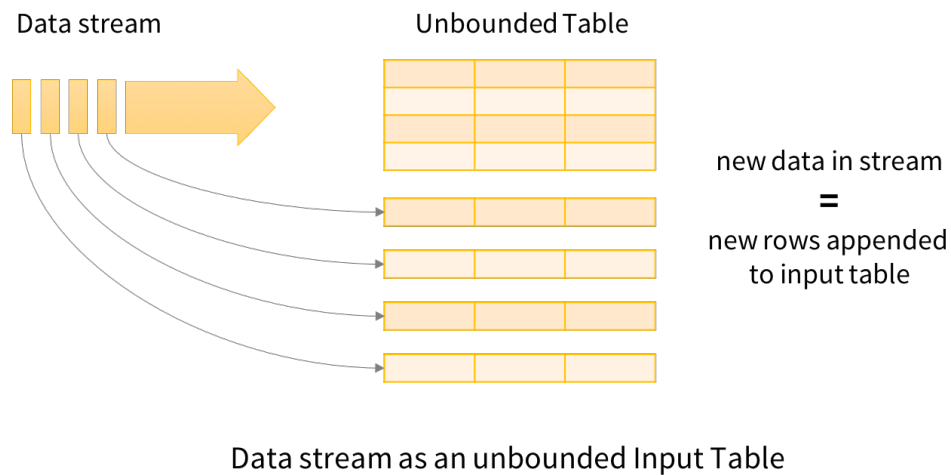 Data stream
Unbounded Table
new data in stream
=
new rows appended
to input table
Data stream as an unbounded Input Table